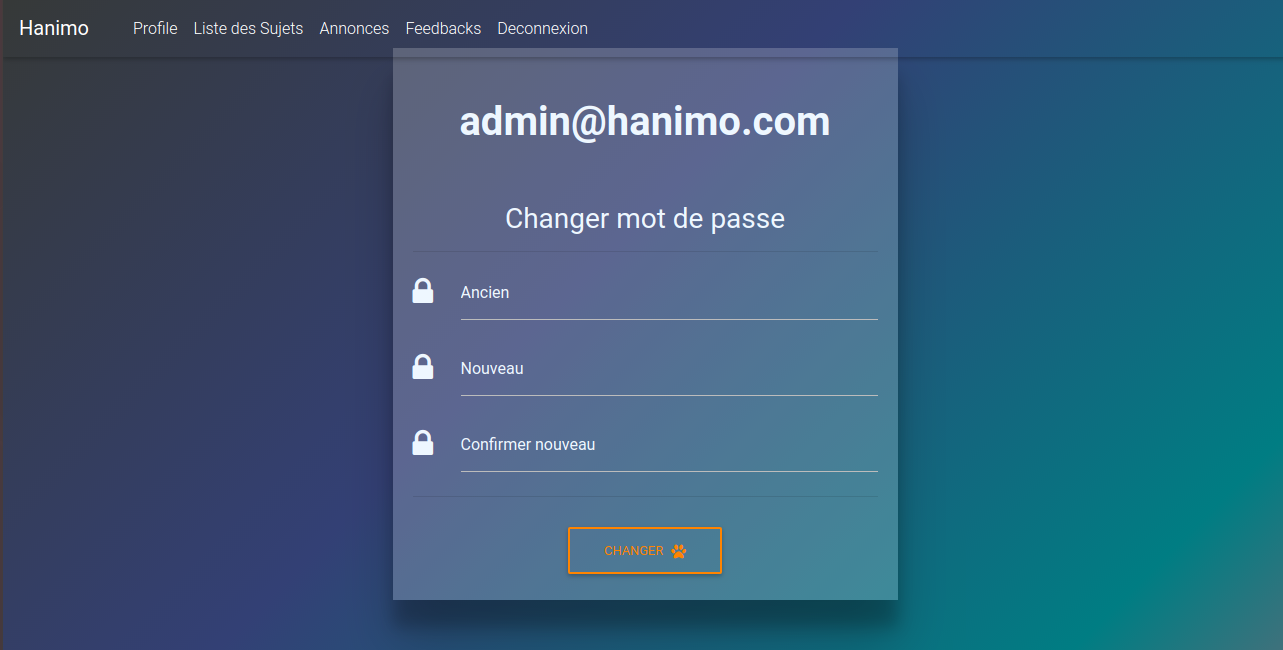 Hanimo Profile Liste des Sujets Annonces Feedbacks Deconnexion
admin@hanimo.com
Changer mot de passe
Ancien
Nouveau
Confirmer nouveau
CHANGER